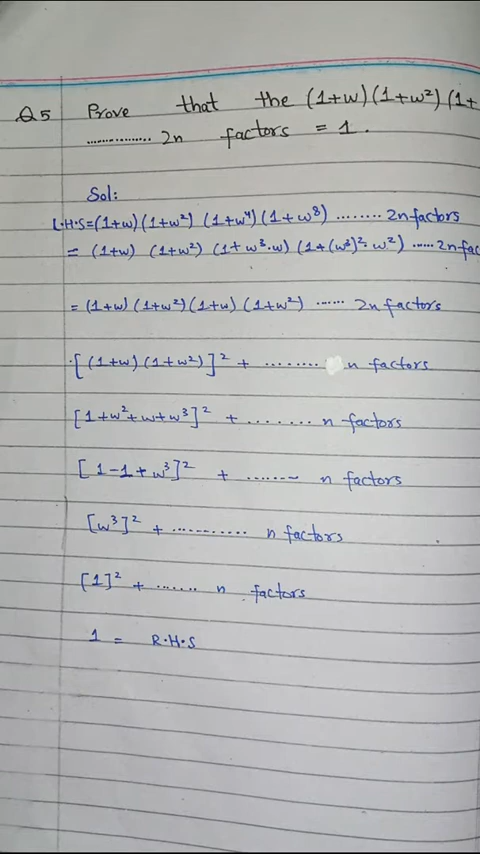 Q5 Prove that the (1+w)(1+w²)(1+
............... 2n factors = 1.
Sol:
L.H.S=(1+w)(1+w²) (1+w⁴)(1+w⁸) ........ 2n factors
= (1+w) (1+w²) (1+w³.w) (1+(w³)².w²) ...... 2n fac
= (1+w)(1+w²)(1+w)(1+w²) ...... 2n factors
.[(1+w)(1+w²)]² + ........ n factors
[1+w²+w+w³]² + ........ n factors
[1-1+w³]² + ....... n factors
[w³]² + ........... n factors
[1]² + ...... n factors
1 = R.H.S